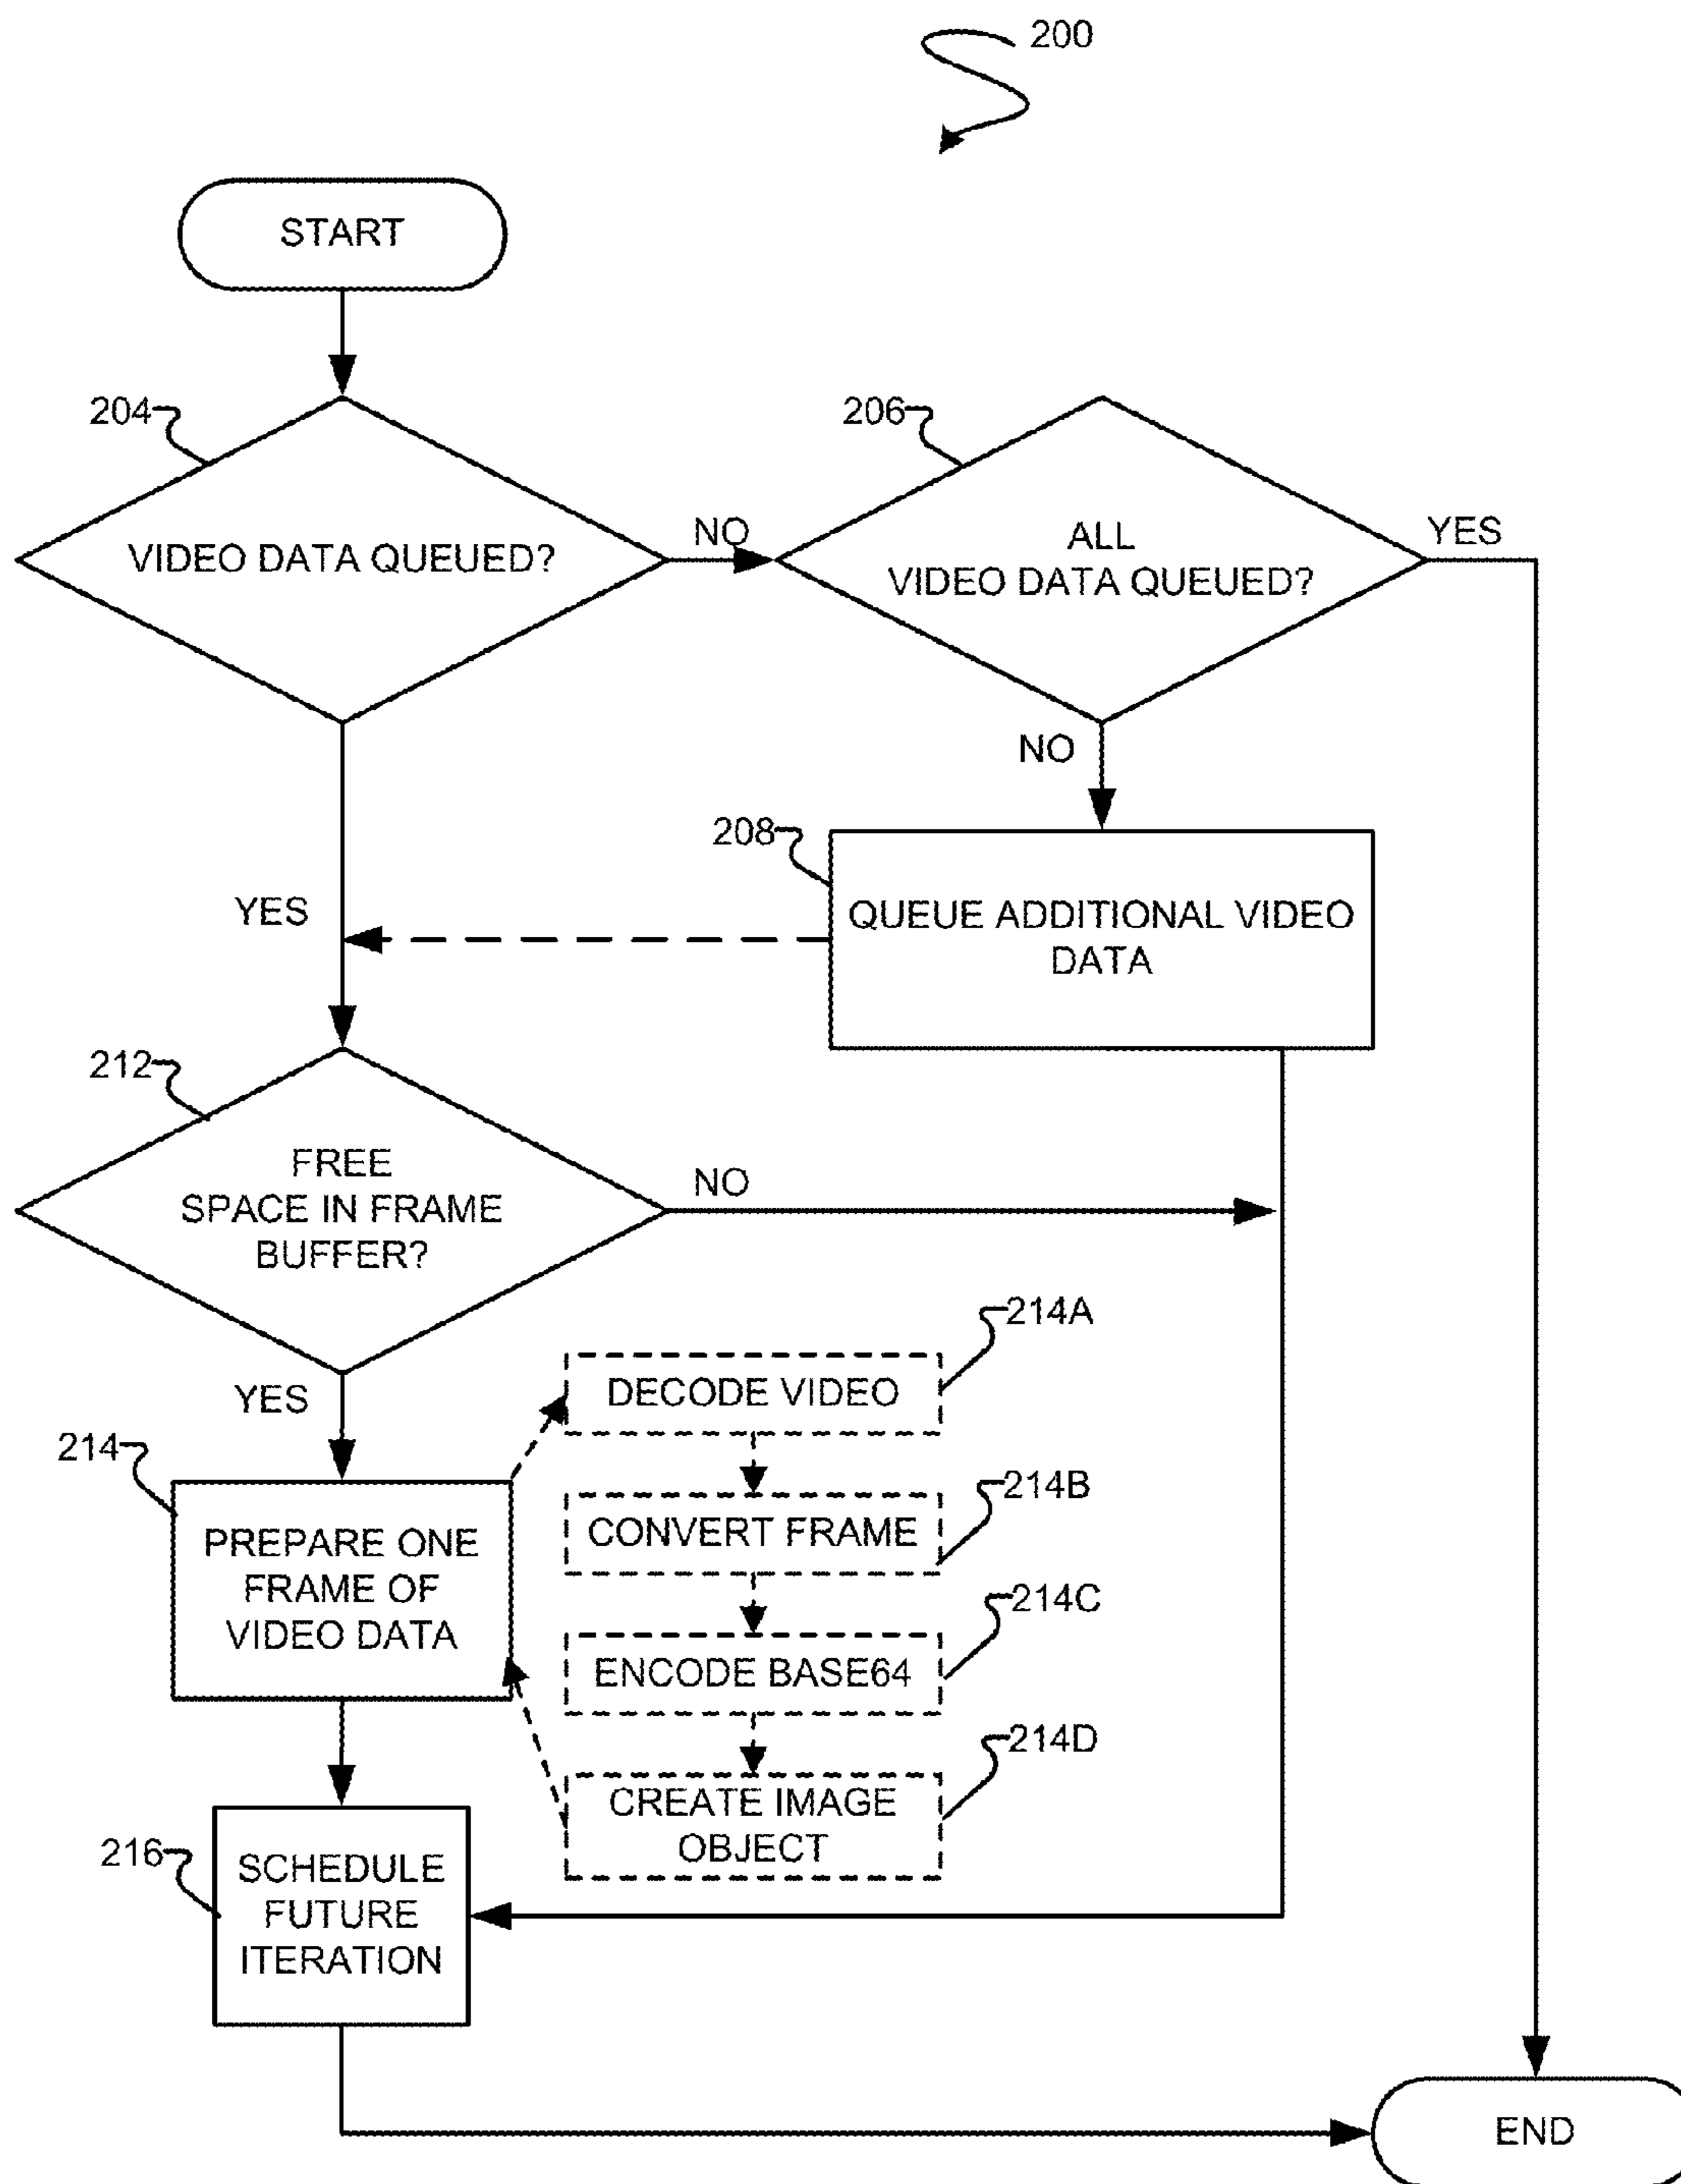 200
START
204
VIDEO DATA QUEUED?
NO
206
ALL
VIDEO DATA QUEUED?
YES
NO
208
QUEUE ADDITIONAL VIDEO
DATA
YES
212
FREE
SPACE IN FRAME
BUFFER?
NO
YES
214
PREPARE ONE
FRAME OF
VIDEO DATA
214A
DECODE VIDEO
214B
CONVERT FRAME
214C
ENCODE BASE64
214D
CREATE IMAGE
OBJECT
216
SCHEDULE
FUTURE
ITERATION
END